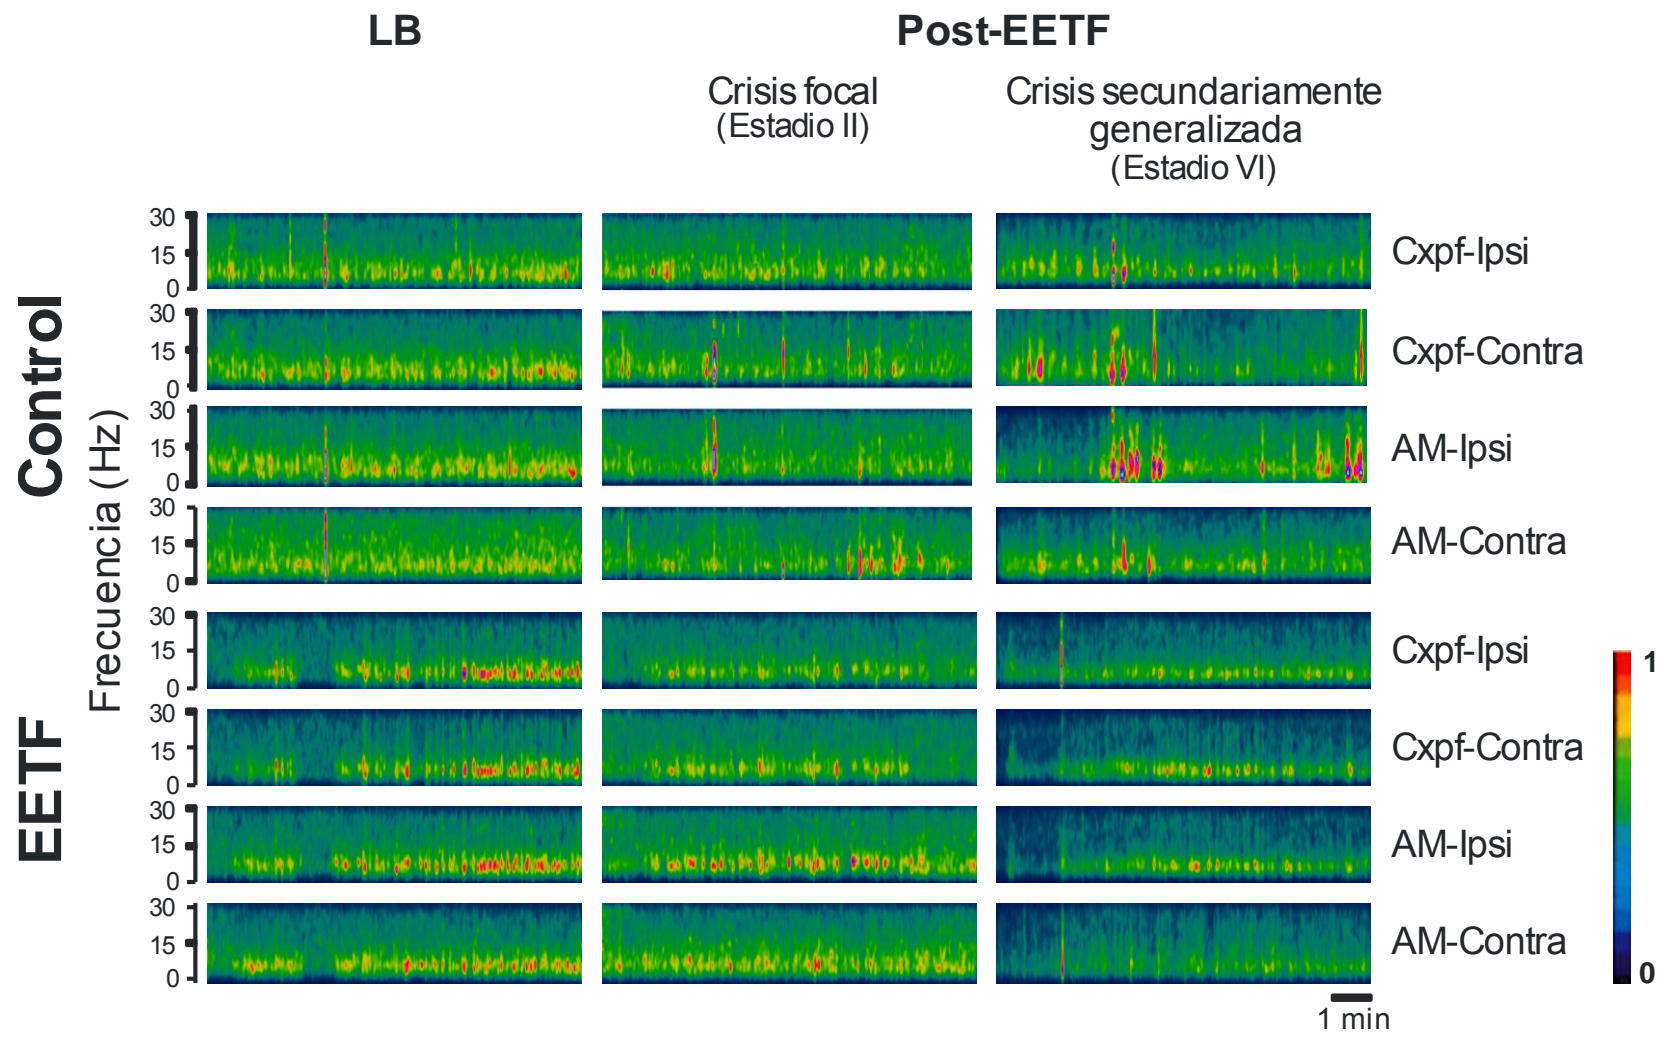 LB
Post-EETF
Crisis focal
(Estadio II)
Crisis secundariamente
generalizada
(Estadio VI)
Control
EETF
Frecuencia (Hz)
30
15
0
Cxpf-Ipsi
30
15
0
Cxpf-Contra
30
15
0
AM-Ipsi
30
15
0
AM-Contra
30
15
0
Cxpf-Ipsi
30
15
0
Cxpf-Contra
30
15
0
AM-Ipsi
30
15
0
AM-Contra
1
0
1 min